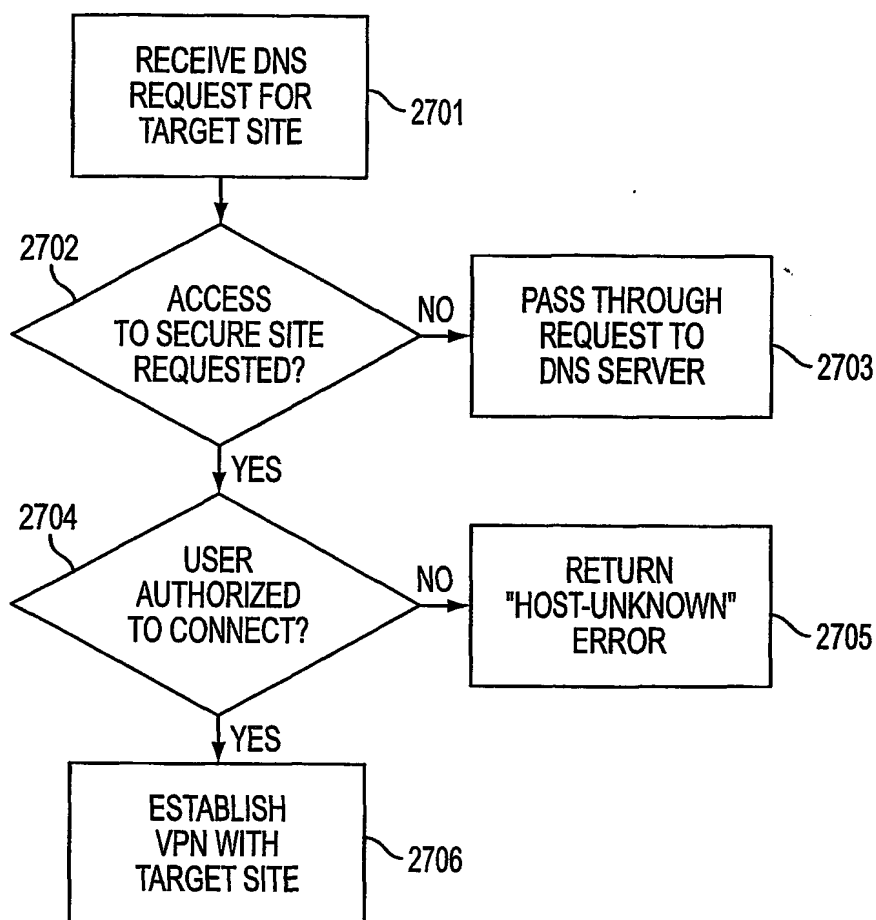 RECEIVE DNS
REQUEST FOR
TARGET SITE
2701
2702
ACCESS
TO SECURE SITE
REQUESTED?
NO
PASS THROUGH
REQUEST TO
DNS SERVER
2703
YES
2704
USER
AUTHORIZED
TO CONNECT?
NO
RETURN
"HOST-UNKNOWN"
ERROR
2705
YES
ESTABLISH
VPN WITH
TARGET SITE
2706